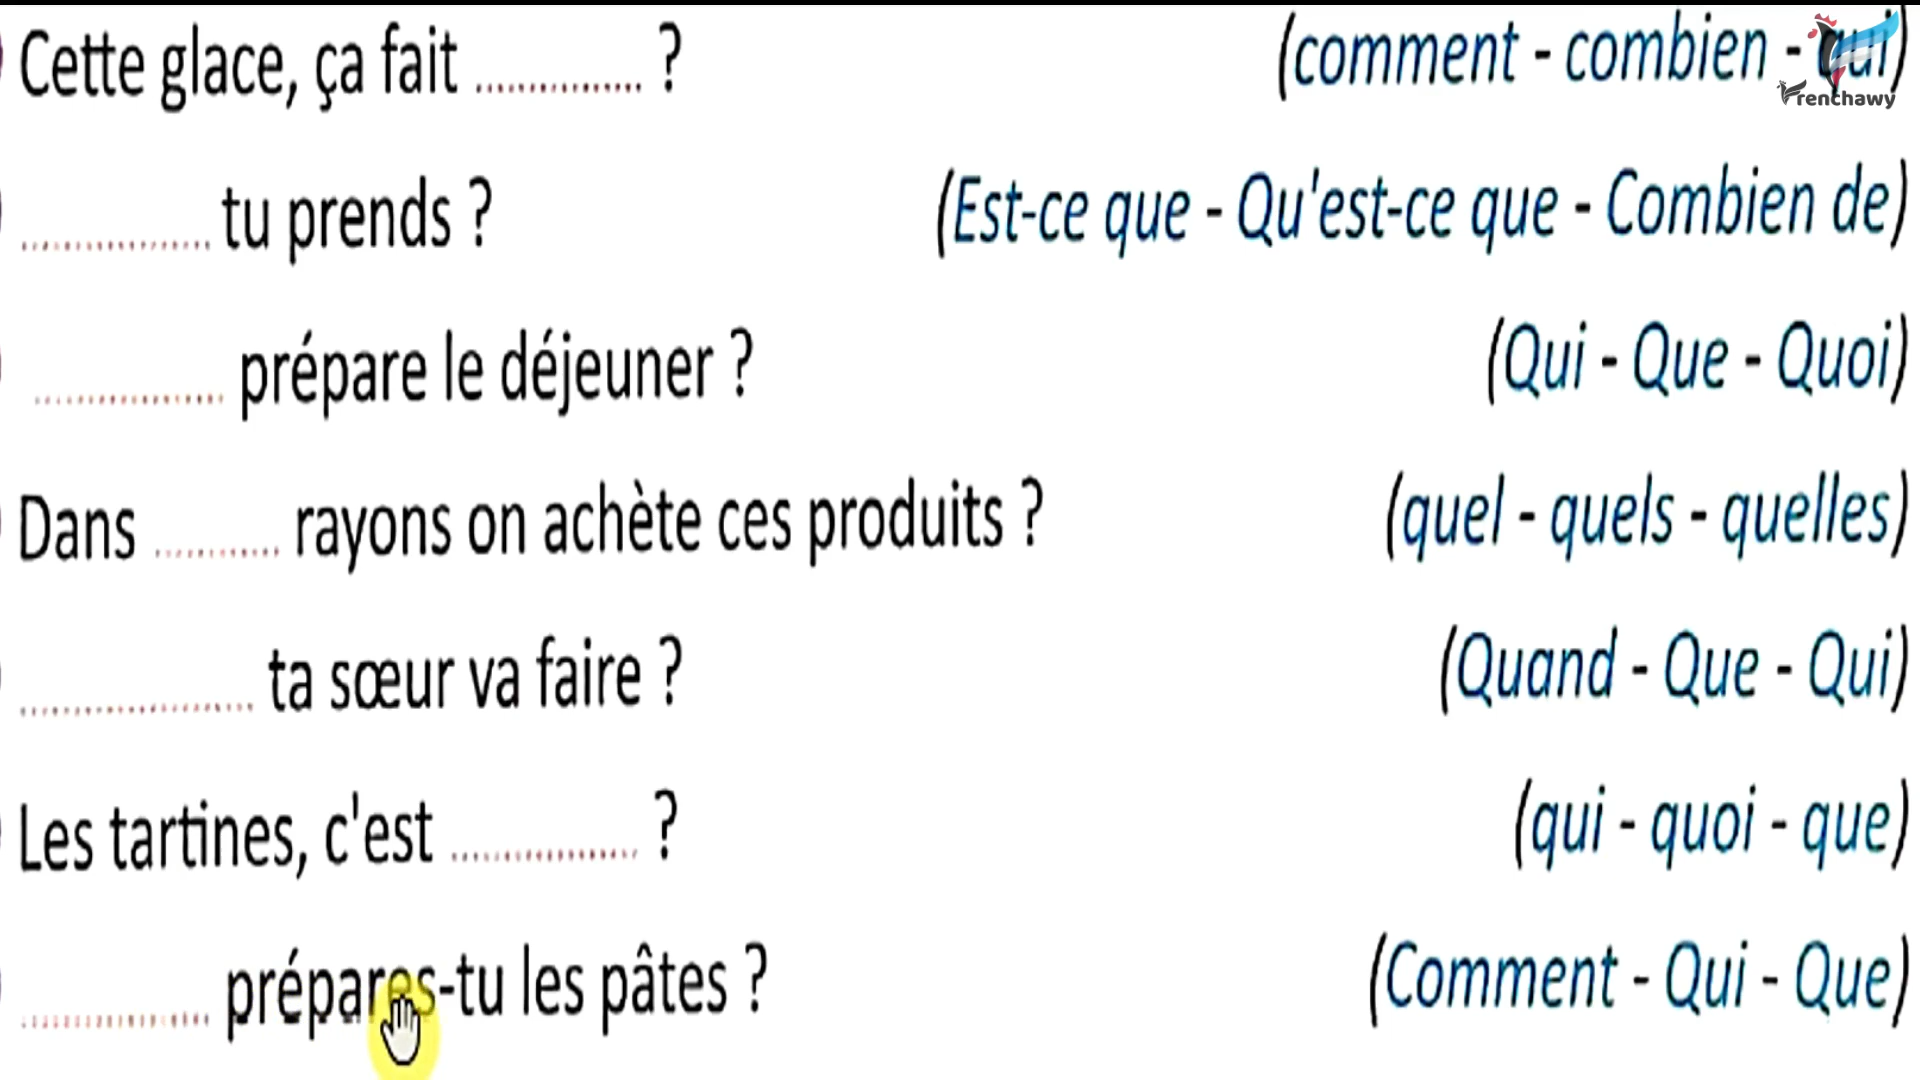 Cette glace, ça fait ................ ? (comment - combien - qui)
.................. tu prends ? (Est-ce que - Qu'est-ce que - Combien de)
.................. prépare le déjeuner ? (Qui - Que - Quoi)
Dans ............ rayons on achète ces produits ? (quel - quels - quelles)
...................... ta sœur va faire ? (Quand - Que - Qui)
Les tartines, c'est .................. ? (qui - quoi - que)
.................. prépares-tu les pâtes ? (Comment - Qui - Que)
Frenchawy